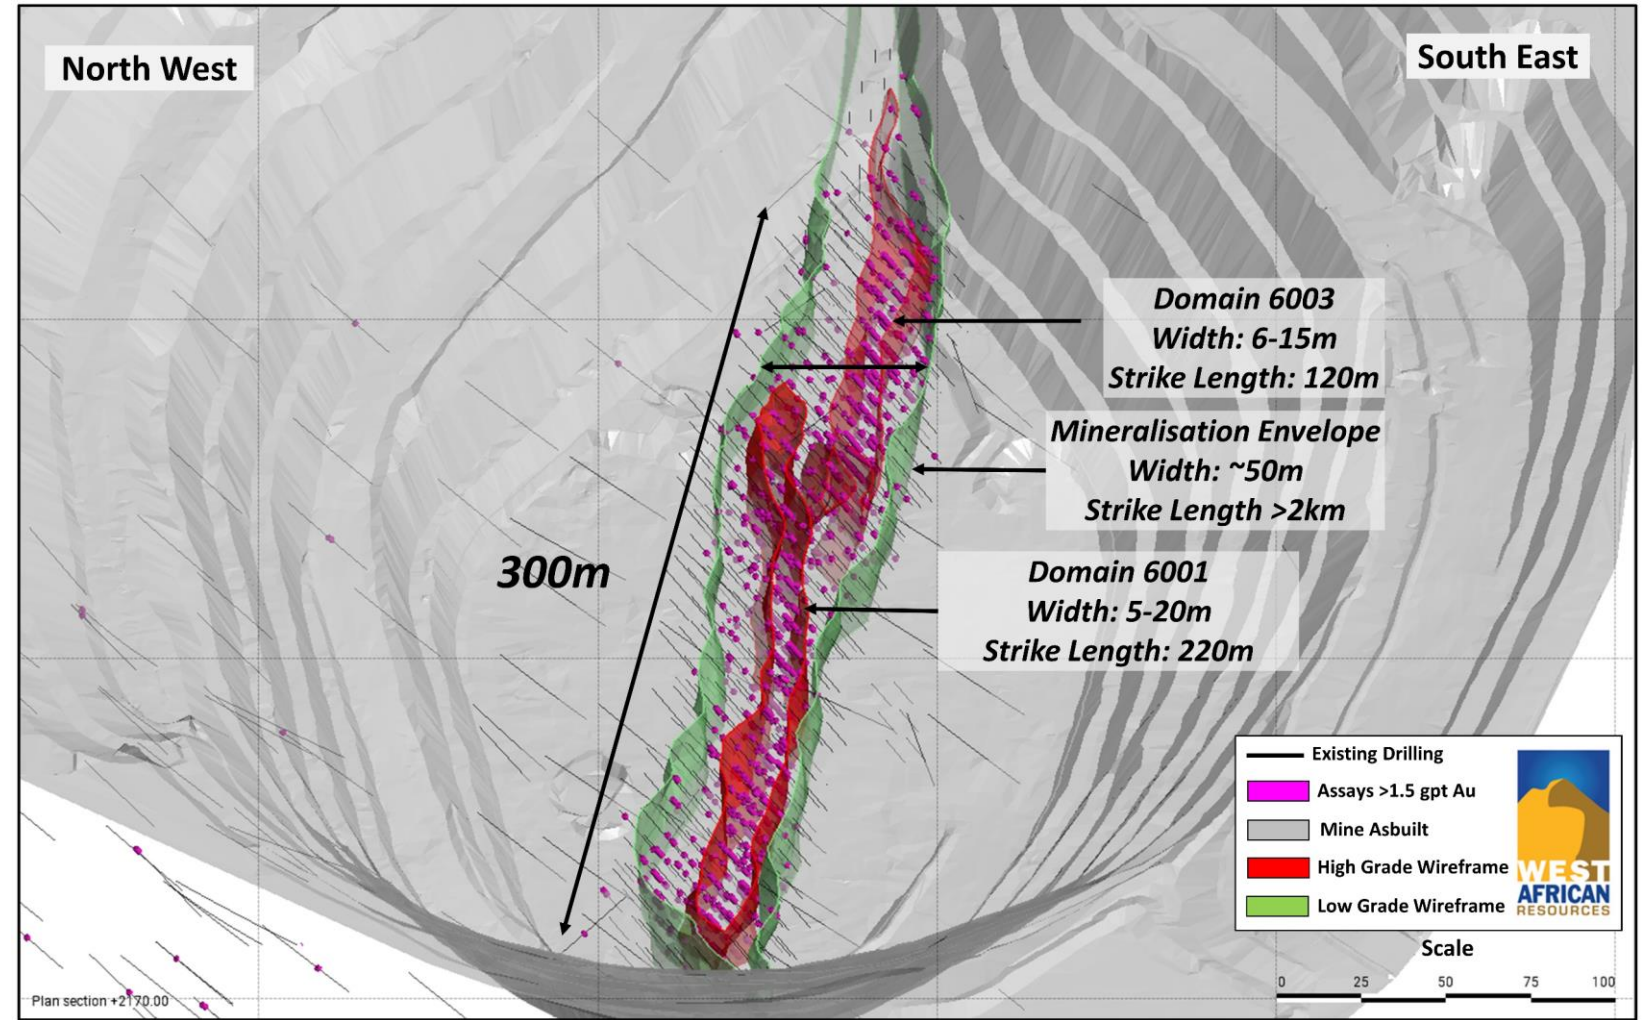 North West
South East
Domain 6003
Width: 6-15m
Strike Length: 120m
Mineralisation Envelope
Width: ~50m
Strike Length >2km
300m
Domain 6001
Width: 5-20m
Strike Length: 220m
Existing Drilling
Assays >1.5 gpt Au
Mine Asbuilt
High Grade Wireframe
Low Grade Wireframe
WEST
AFRICAN
RESOURCES
Scale
0 25 50 75 100
Plan section +2170.00